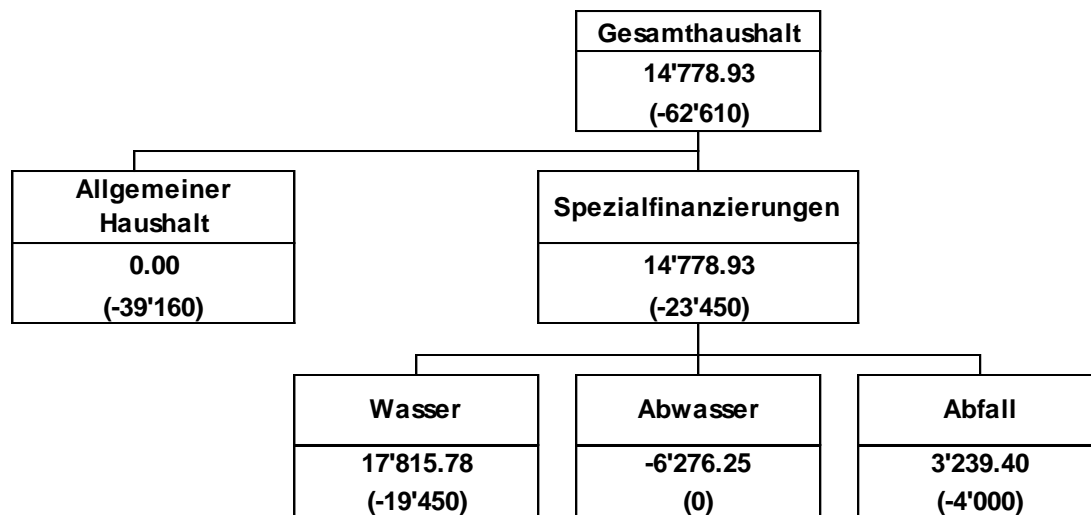 Gesamthaushalt
14'778.93
(-62'610)
Allgemeiner
Haushalt
0.00
(-39'160)
Spezialfinanzierungen
14'778.93
(-23'450)
Wasser
17'815.78
(-19'450)
Abwasser
-6'276.25
(0)
Abfall
3'239.40
(-4'000)